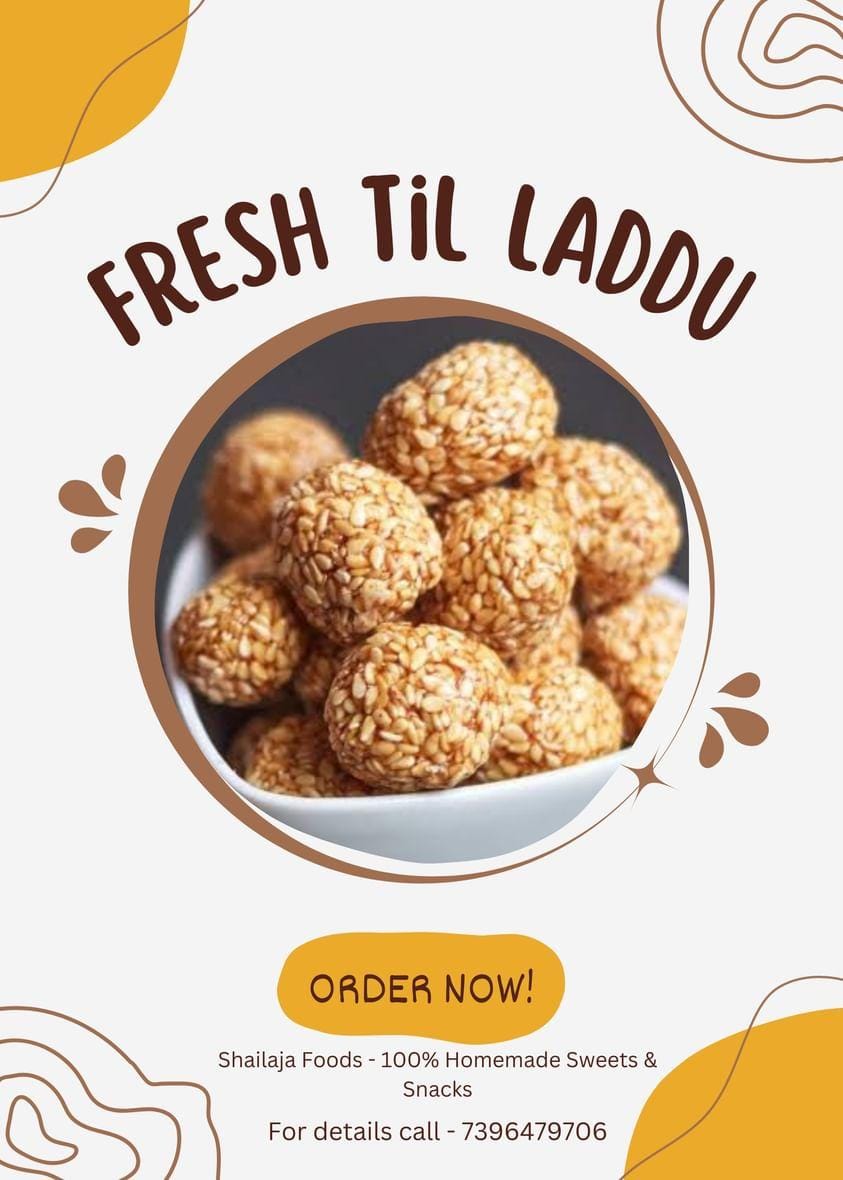 FRESH TiL LADDU
ORDER NOW!
Shailaja Foods - 100% Homemade Sweets &
Snacks
For details call - 7396479706